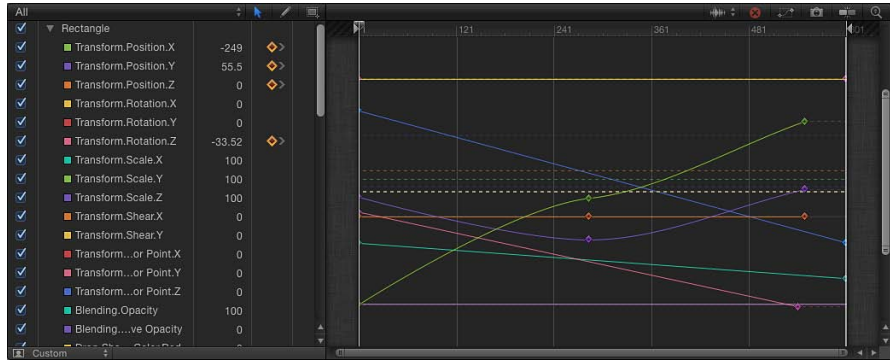 All
Rectangle
Transform.Position.X -249
Transform.Position.Y 55.5
Transform.Position.Z 0
Transform.Rotation.X 0
Transform.Rotation.Y 0
Transform.Rotation.Z -33.52
Transform.Scale.X 100
Transform.Scale.Y 100
Transform.Scale.Z 100
Transform.Shear.X 0
Transform.Shear.Y 0
Transform...or Point.X 0
Transform...or Point.Y 0
Transform...or Point.Z 0
Blending.Opacity 100
Blending....ve Opacity 0
Custom
1 121 241 361 481 601